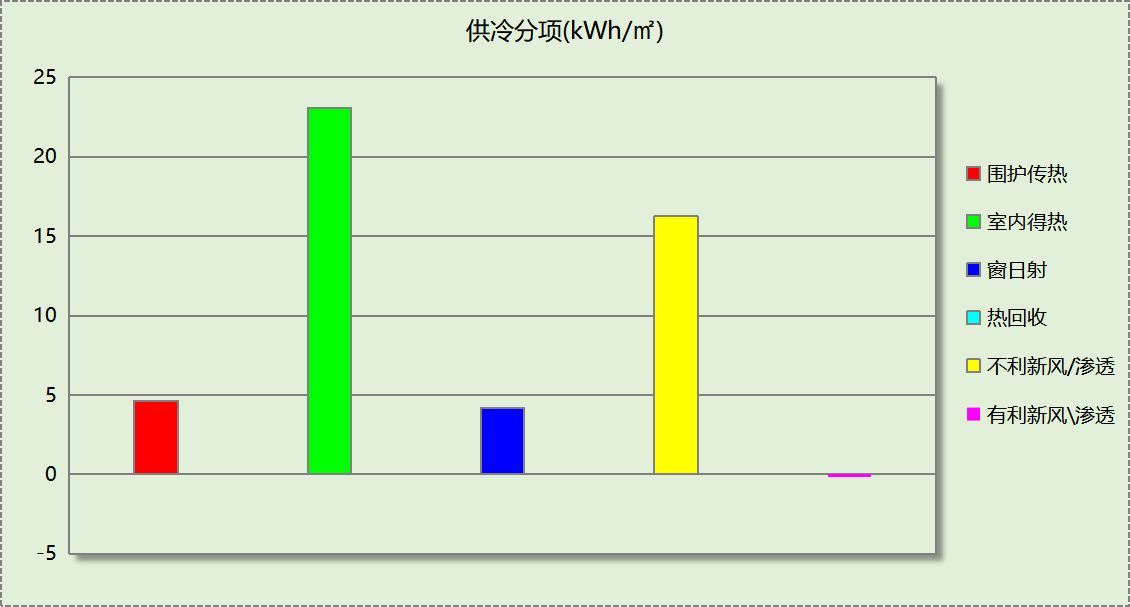 供冷分项(kWh/㎡)
25
20
15
10
5
0
-5
围护传热
室内得热
窗日射
热回收
不利新风/渗透
有利新风\渗透